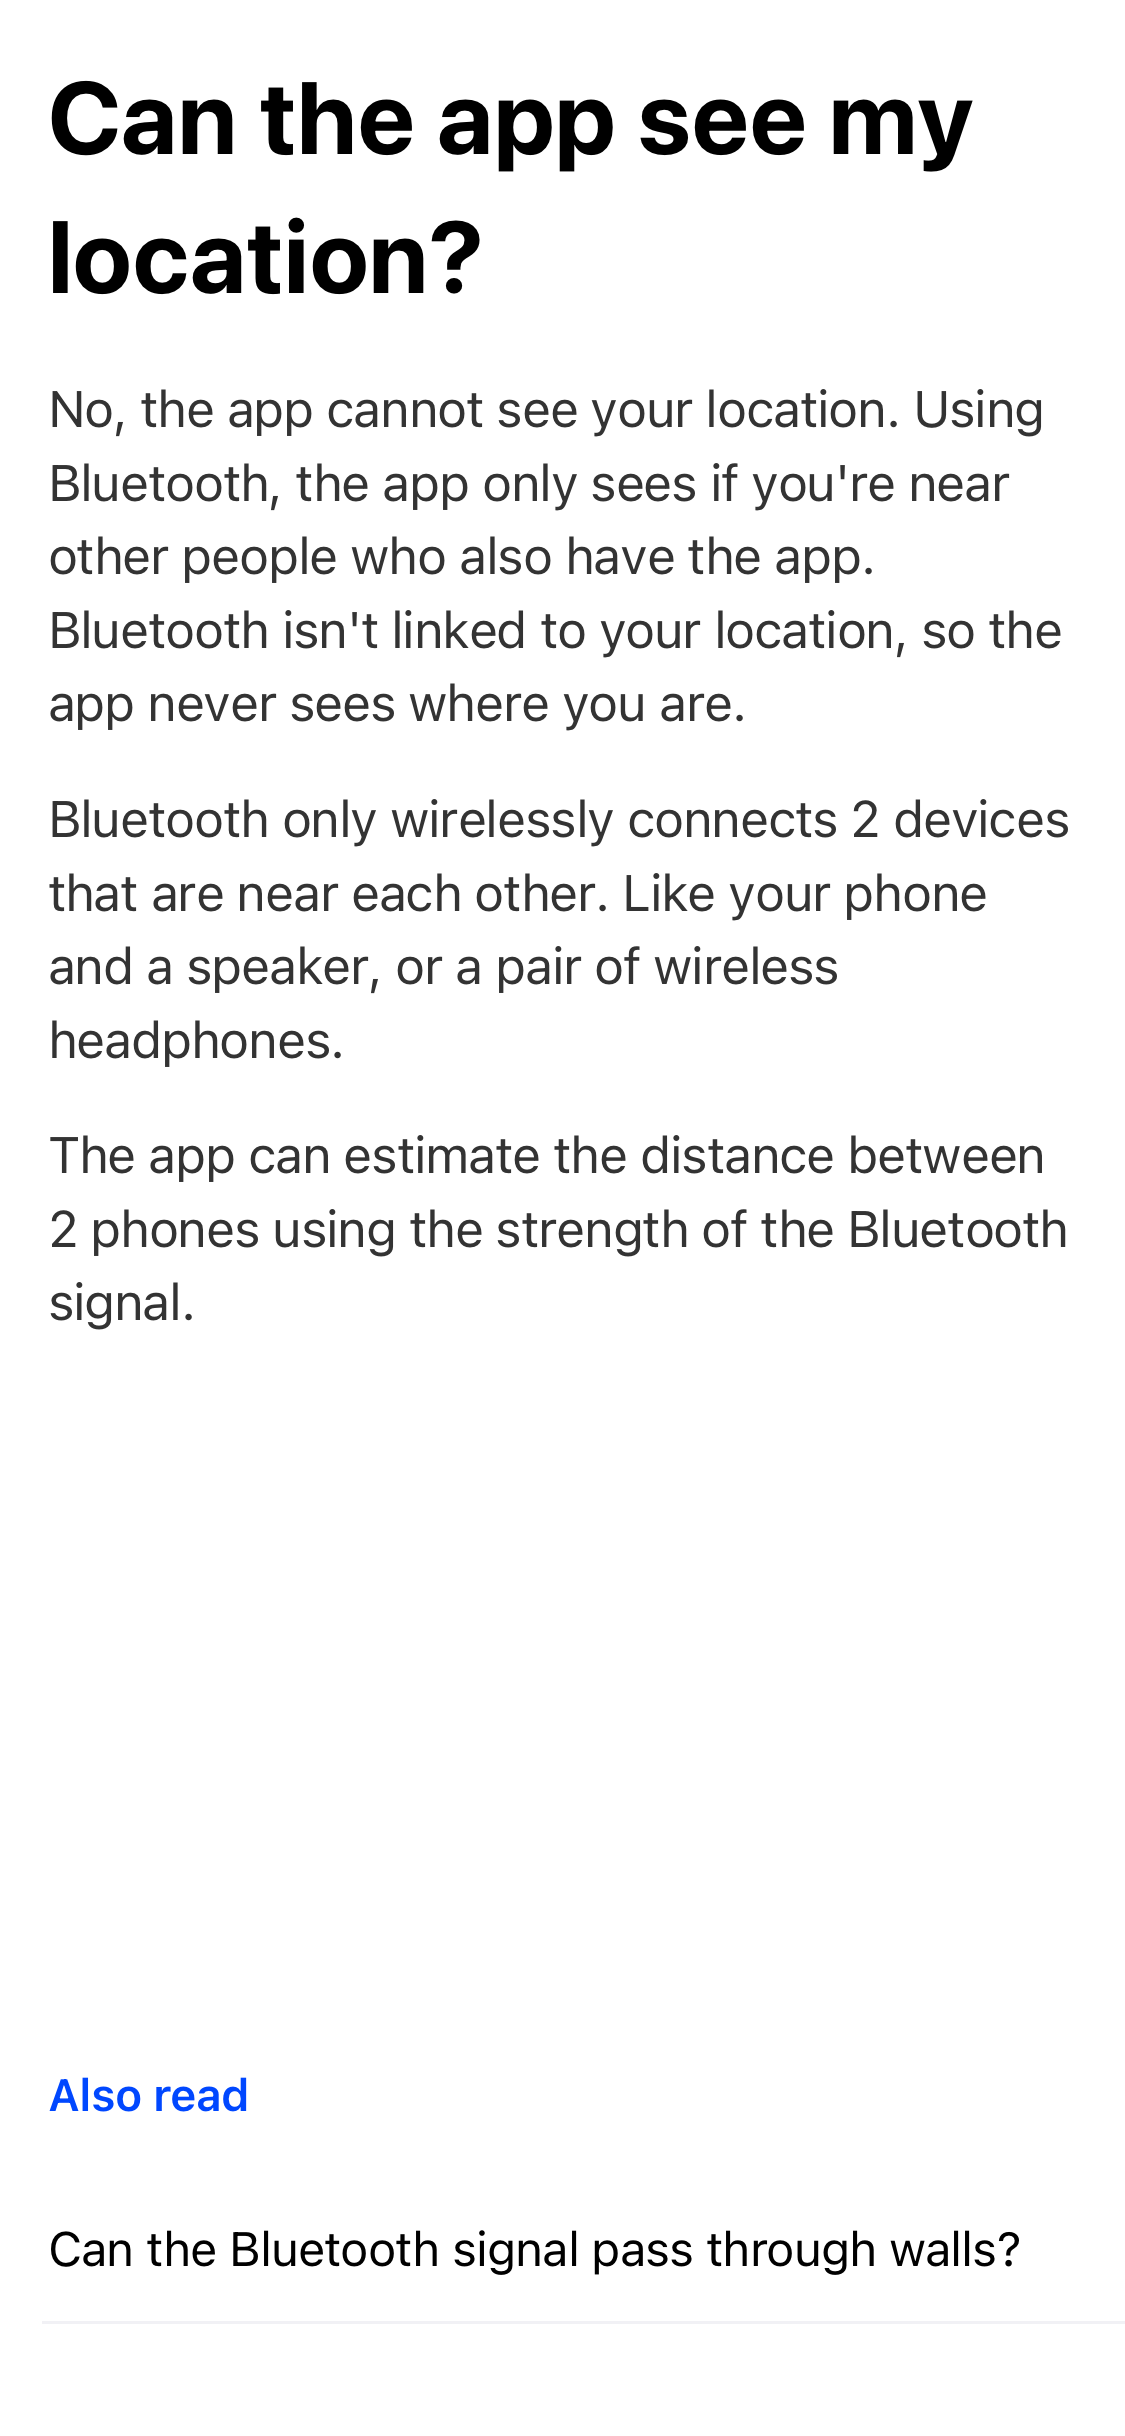 Can the app see my
location?
No, the app cannot see your location. Using
Bluetooth, the app only sees if you're near
other people who also have the app.
Bluetooth isn't linked to your location, so the
app never sees where you are.
Bluetooth only wirelessly connects 2 devices
that are near each other. Like your phone
and a speaker, or a pair of wireless
headphones.
The app can estimate the distance between
2 phones using the strength of the Bluetooth
signal.
Also read
Can the Bluetooth signal pass through walls?